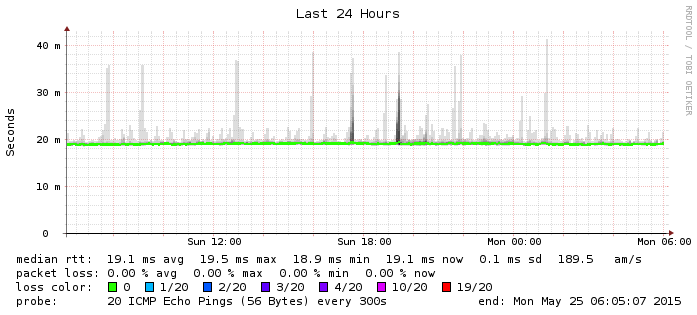 Last 24 Hours
RRDTOOL / TOBI OETIKER
Seconds
40 m
30 m
20 m
10 m
0
Sun 12:00 Sun 18:00 Mon 00:00 Mon 06:00
median rtt: 19.1 ms avg 19.5 ms max 18.9 ms min 19.1 ms now 0.1 ms sd 189.5 am/s
packet loss: 0.00 % avg 0.00 % max 0.00 % min 0.00 % now
loss color: 0 1/20 2/20 3/20 4/20 10/20 19/20
probe: 20 ICMP Echo Pings (56 Bytes) every 300s end: Mon May 25 06:05:07 2015